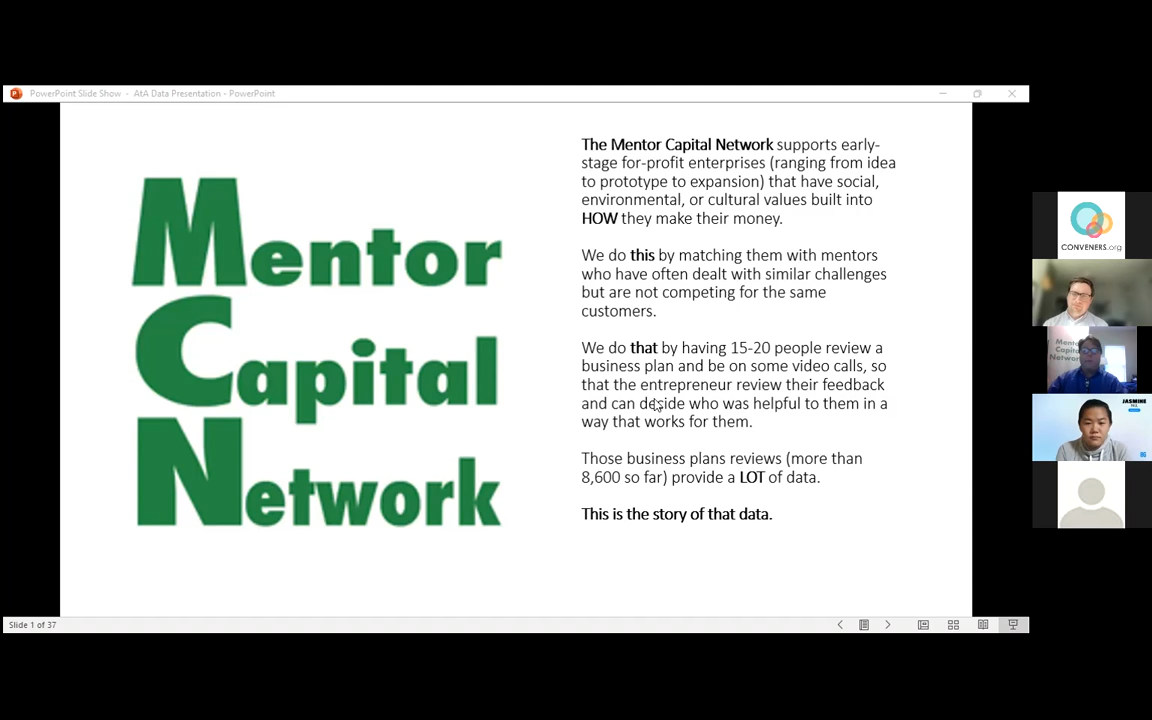 PowerPoint Slide Show - AtA Data Presentation - PowerPoint
Mentor
Capital
Network
The Mentor Capital Network supports early-
stage for-profit enterprises (ranging from idea
to prototype to expansion) that have social,
environmental, or cultural values built into
HOW they make their money.
We do this by matching them with mentors
who have often dealt with similar challenges
but are not competing for the same
customers.
We do that by having 15-20 people review a
business plan and be on some video calls, so
that the entrepreneur review their feedback
and can decide who was helpful to them in a
way that works for them.
Those business plans reviews (more than
8,600 so far) provide a LOT of data.
This is the story of that data.
Slide 1 of 37
CONVENERS.org
Mento
Capit
Networ
JASMINE